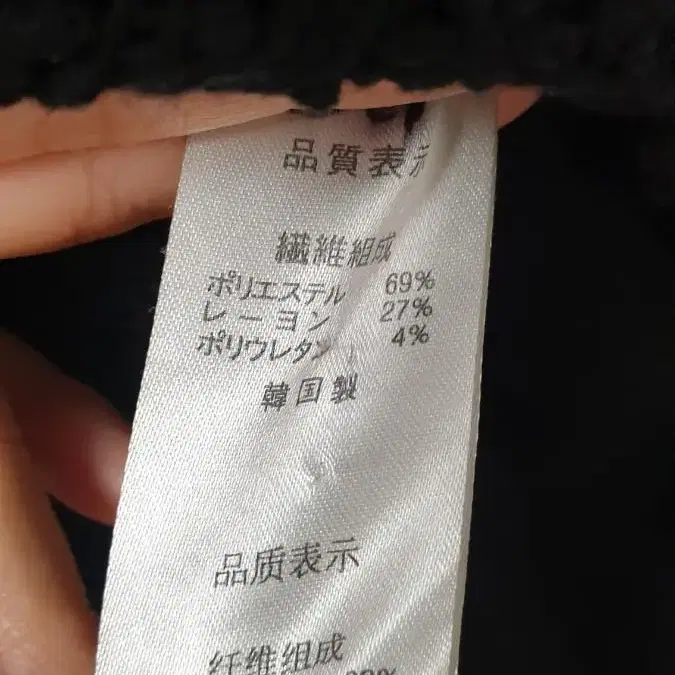 品質表示
繊維組成
ポリエステル 69%
レーヨン 27%
ポリウレタン 4%
韓国製
品质表示
纤维组成